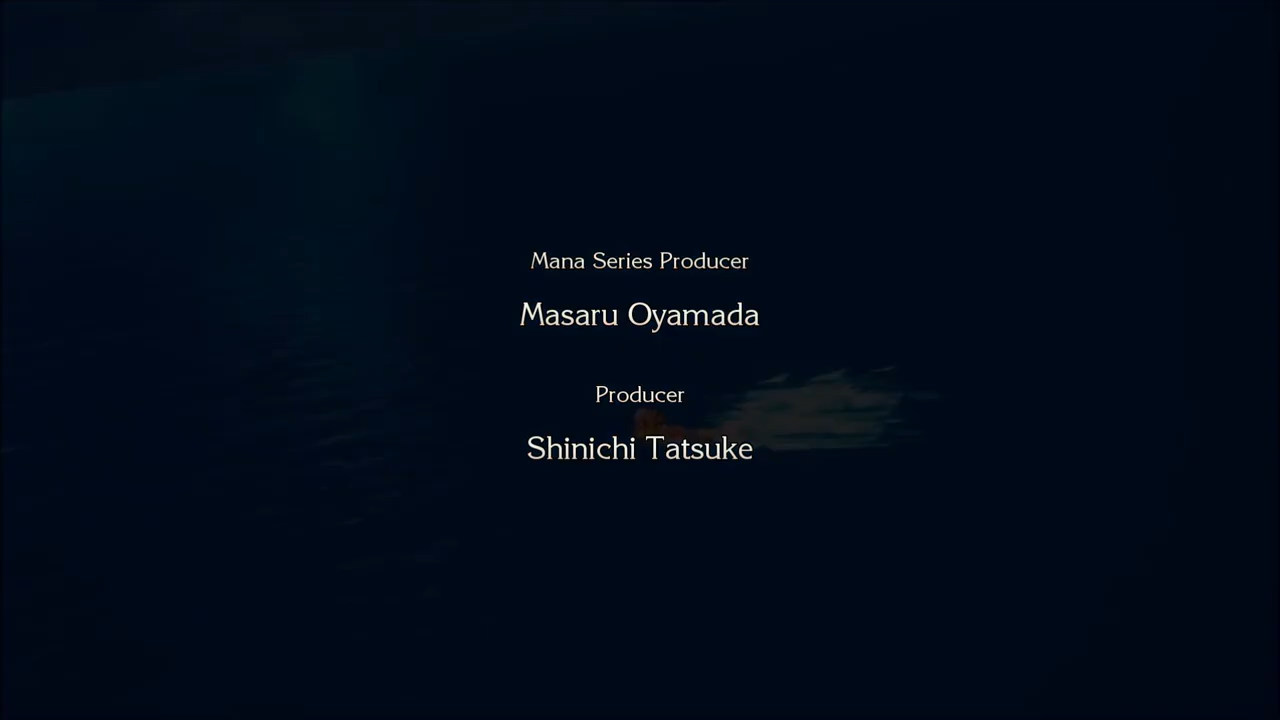 Mana Series Producer
Masaru Oyamada
Producer
Shinichi Tatsuke